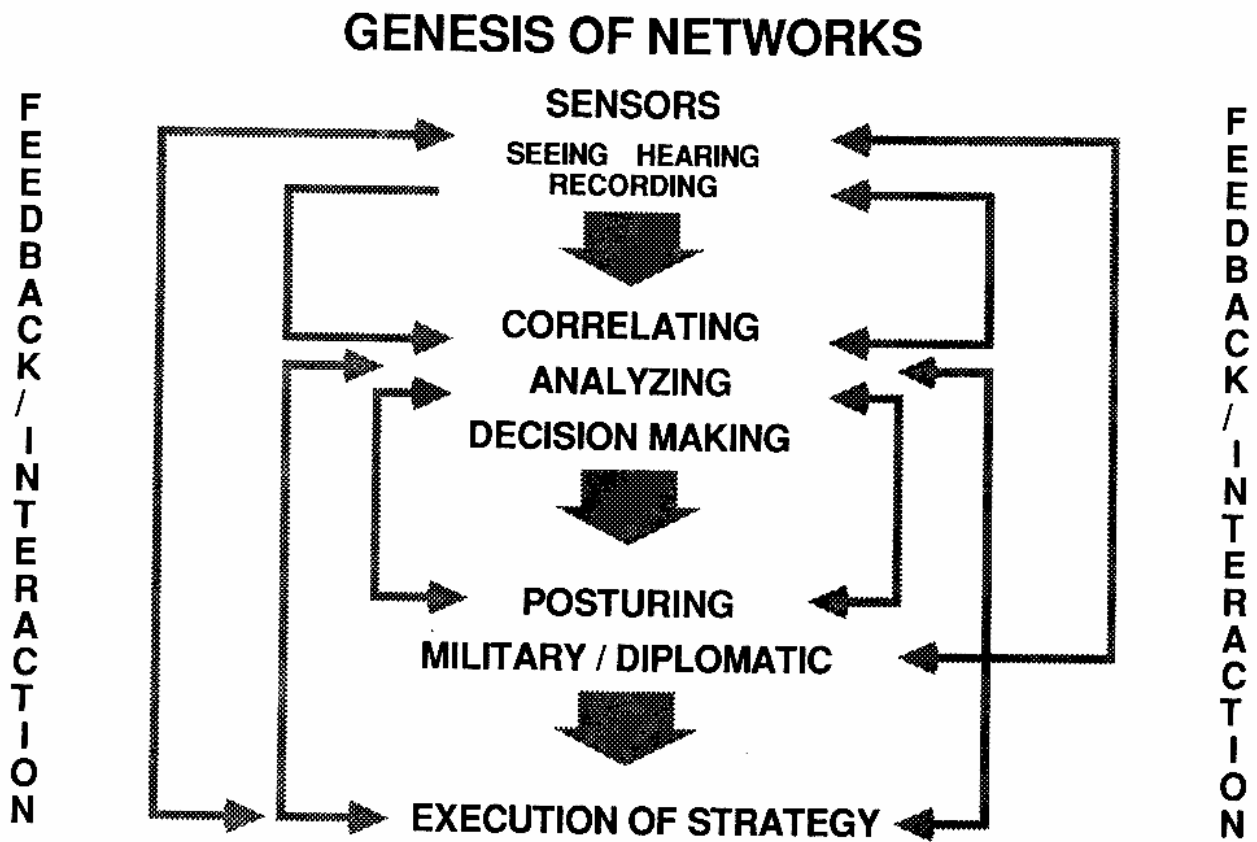 GENESIS OF NETWORKS
FEEDBACK/INTERACTION
SENSORS
SEEING HEARING
RECORDING
CORRELATING
ANALYZING
DECISION MAKING
POSTURING
MILITARY / DIPLOMATIC
EXECUTION OF STRATEGY
FEEDBACK/INTERACTION